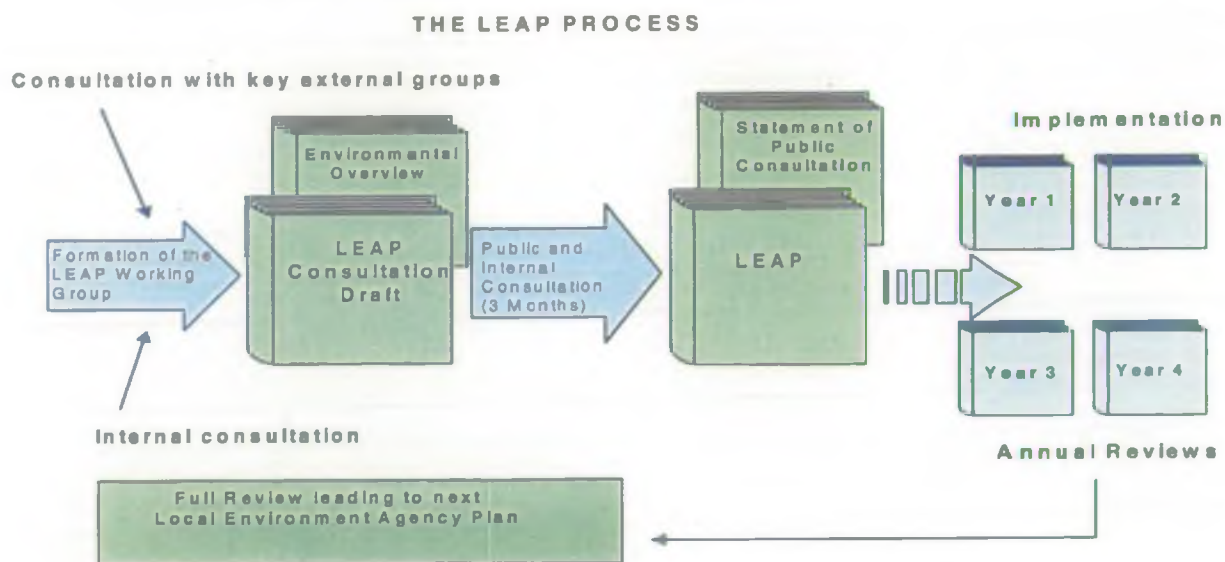 THE LEAP PROCESS
Consultation with key external groups
Formation of the
LEAP Working
Group
Internal consultation
Environmental
Overview
LEAP
Consultation
Draft
Public and
Internal
Consultation
(3 Months)
Statement of
Public
Consultation
LEAP
Implementation
Year 1
Year 2
Year 3
Year 4
Annual Reviews
Full Review leading to next
Local Environment Agency Plan